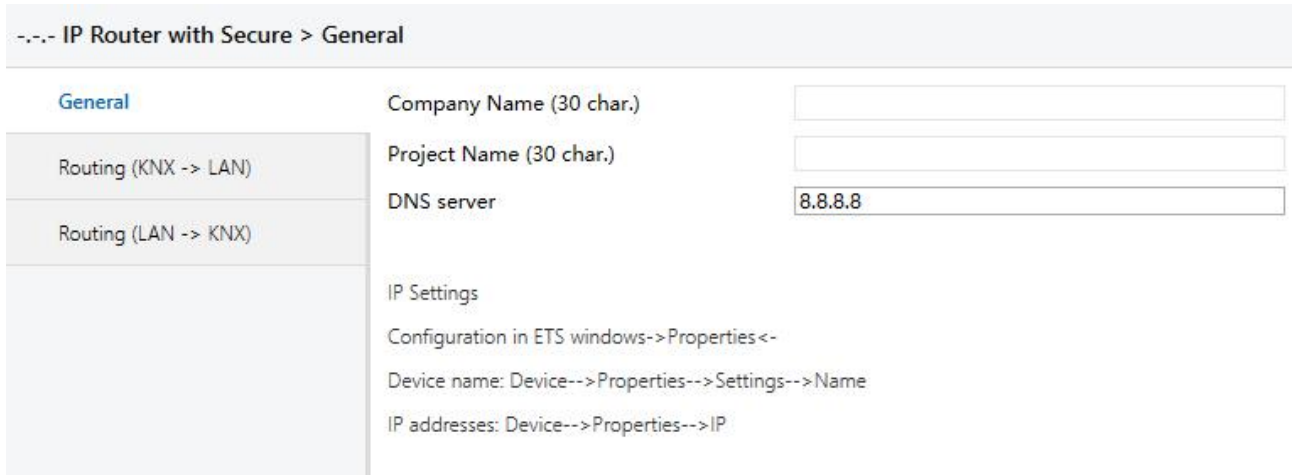 -.-.- IP Router with Secure > General
General
Routing (KNX -> LAN)
Routing (LAN -> KNX)
Company Name (30 char.)
Project Name (30 char.)
DNS server 8.8.8.8
IP Settings
Configuration in ETS windows->Properties<-
Device name: Device-->Properties-->Settings-->Name
IP addresses: Device-->Properties-->IP